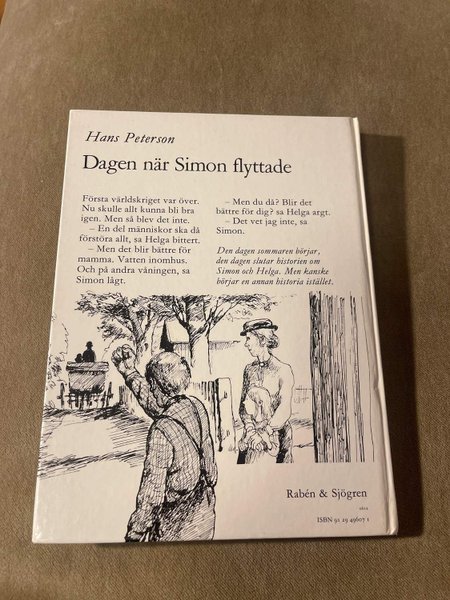 Hans Peterson
Dagen när Simon flyttade
Första världskriget var över.
Nu skulle allt kunna bli bra
igen. Men så blev det inte.
– En del människor ska då
förstöra allt, sa Helga bittert.
– Men det blir bättre för
mamma. Vatten inomhus.
Och på andra våningen, sa
Simon lågt.
– Men du då? Blir det
bättre för dig? sa Helga argt.
– Det vet jag inte, sa
Simon.
Den dagen sommaren börjar,
den dagen slutar historien om
Simon och Helga. Men kanske
börjar en annan historia istället.
Rabén & Sjögren
ISBN 91 29 49607 1